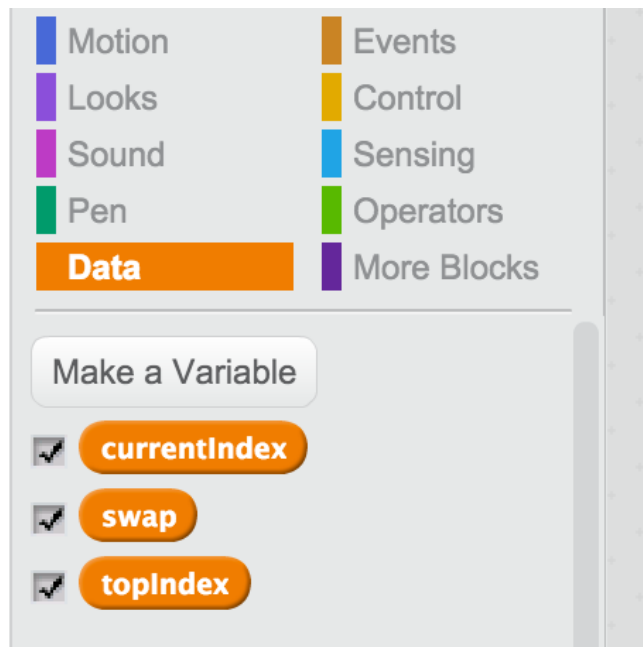 Motion
Events
Looks
Control
Sound
Sensing
Pen
Operators
Data
More Blocks
Make a Variable
currentIndex
swap
topIndex